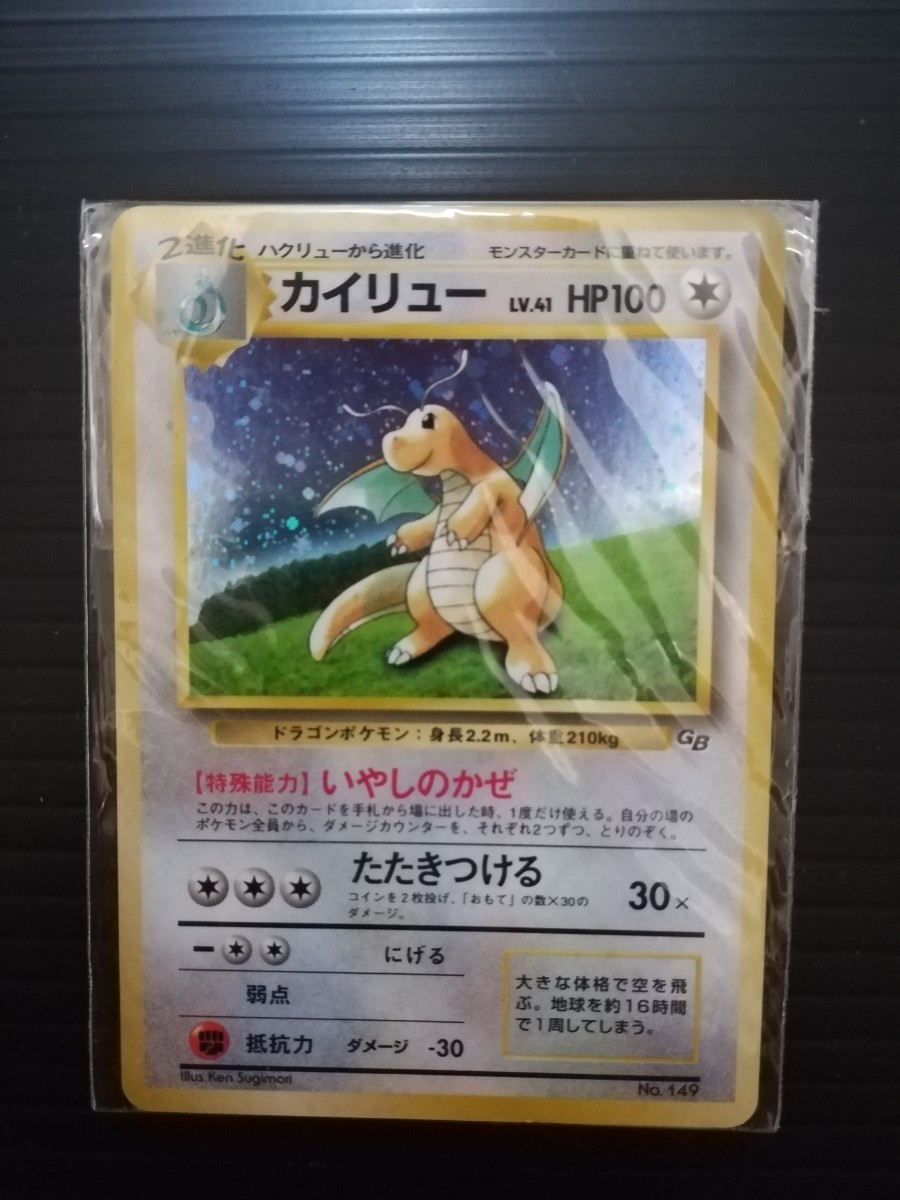 2進化 ハクリューから進化 モンスターカードに重ねて使います。
カイリュー LV.41 HP100
ドラゴンポケモン：身長2.2m、体重210kg
GB
【特殊能力】いやしのかぜ
この力は、このカードを手札から場に出した時、1度だけ使える。自分の場の
ポケモン全員から、ダメージカウンターを、それぞれ2つずつ、とりのぞく。
たたきつける 30×
コインを2枚投げ、「おもて」の数×30の
ダメージ。
にげる
弱点
抵抗力 ダメージ -30
大きな体格で空を飛
ぶ。地球を約16時間
で1周してしまう。
Illus.Ken Sugimori
No. 149